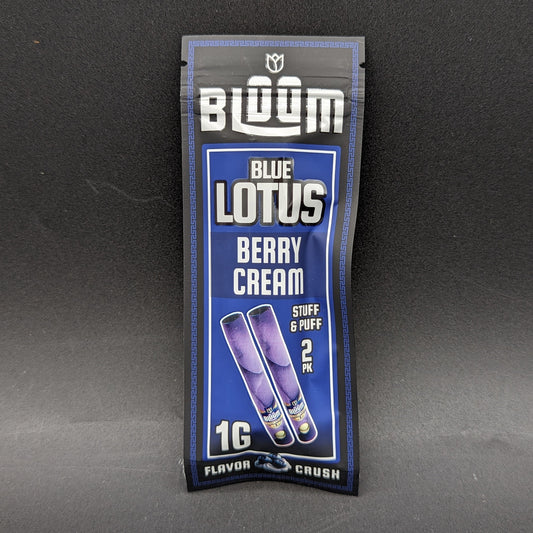 BLOOM
BLUE
LOTUS
BERRY
CREAM
STUFF
& PUFF
2
PK
1G
FLAVOR CRUSH